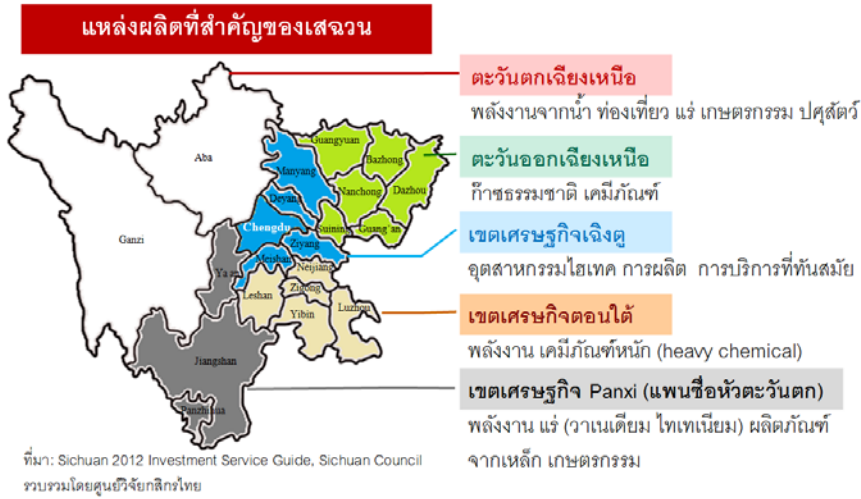 แหล่งผลิตที่สำคัญของเสฉวน
ตะวันตกเฉียงเหนือ
พลังงานจากน้ำ ท่องเที่ยว แร่ เกษตรกรรม ปศุสัตว์
ตะวันออกเฉียงเหนือ
ก๊าซธรรมชาติ เคมีภัณฑ์
เขตเศรษฐกิจเฉิงตู
อุตสาหกรรมไฮเทค การผลิต การบริการที่ทันสมัย
เขตเศรษกิจตอนใต้
พลังงาน เคมีภัณฑ์หนัก (heavy chemical)
เขตเศรษฐกิจ Panxi (แพนซื่อหัวตะวันตก)
พลังงาน แร่ (วาเนเดียม ไทเทเนียม) ผลิตภัณฑ์
จากเหล็ก เกษตรกรรม
Aba
Ganzi
Guangyuan
Bazhong
Manyang
Nanchong
Dazhou
Deyang
Chengdu
Suining
Guang'an
Ziyang
Meishan
Neijiang
Ya an
Leshan
Zigong
Luzhou
Yibin
Jiangshan
Panzhihua
ที่มา: Sichuan 2012 Investment Service Guide, Sichuan Council
รวบรวมโดยศูนย์วิจัยกสิกรไทย